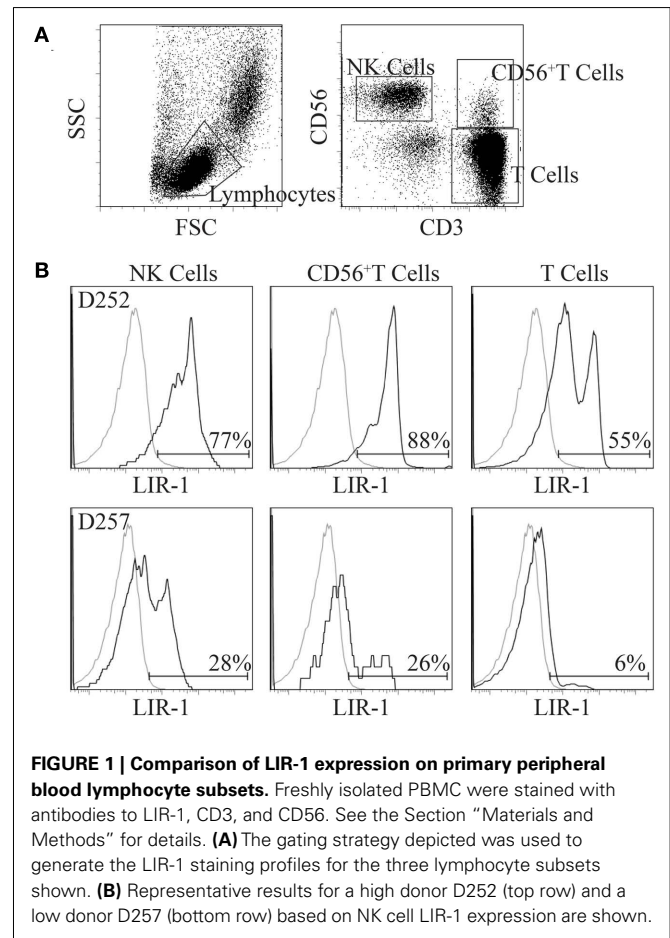 A
SSC
FSC
Lymphocytes
CD56
CD3
NK Cells
CD56+T Cells
T Cells
B
NK Cells
CD56+T Cells
T Cells
D252
77%
88%
55%
LIR-1
LIR-1
LIR-1
D257
28%
26%
6%
LIR-1
LIR-1
LIR-1
FIGURE 1 | Comparison of LIR-1 expression on primary peripheral
blood lymphocyte subsets. Freshly isolated PBMC were stained with
antibodies to LIR-1, CD3, and CD56. See the Section “Materials and
Methods” for details. (A) The gating strategy depicted was used to
generate the LIR-1 staining profiles for the three lymphocyte subsets
shown. (B) Representative results for a high donor D252 (top row) and a
low donor D257 (bottom row) based on NK cell LIR-1 expression are shown.